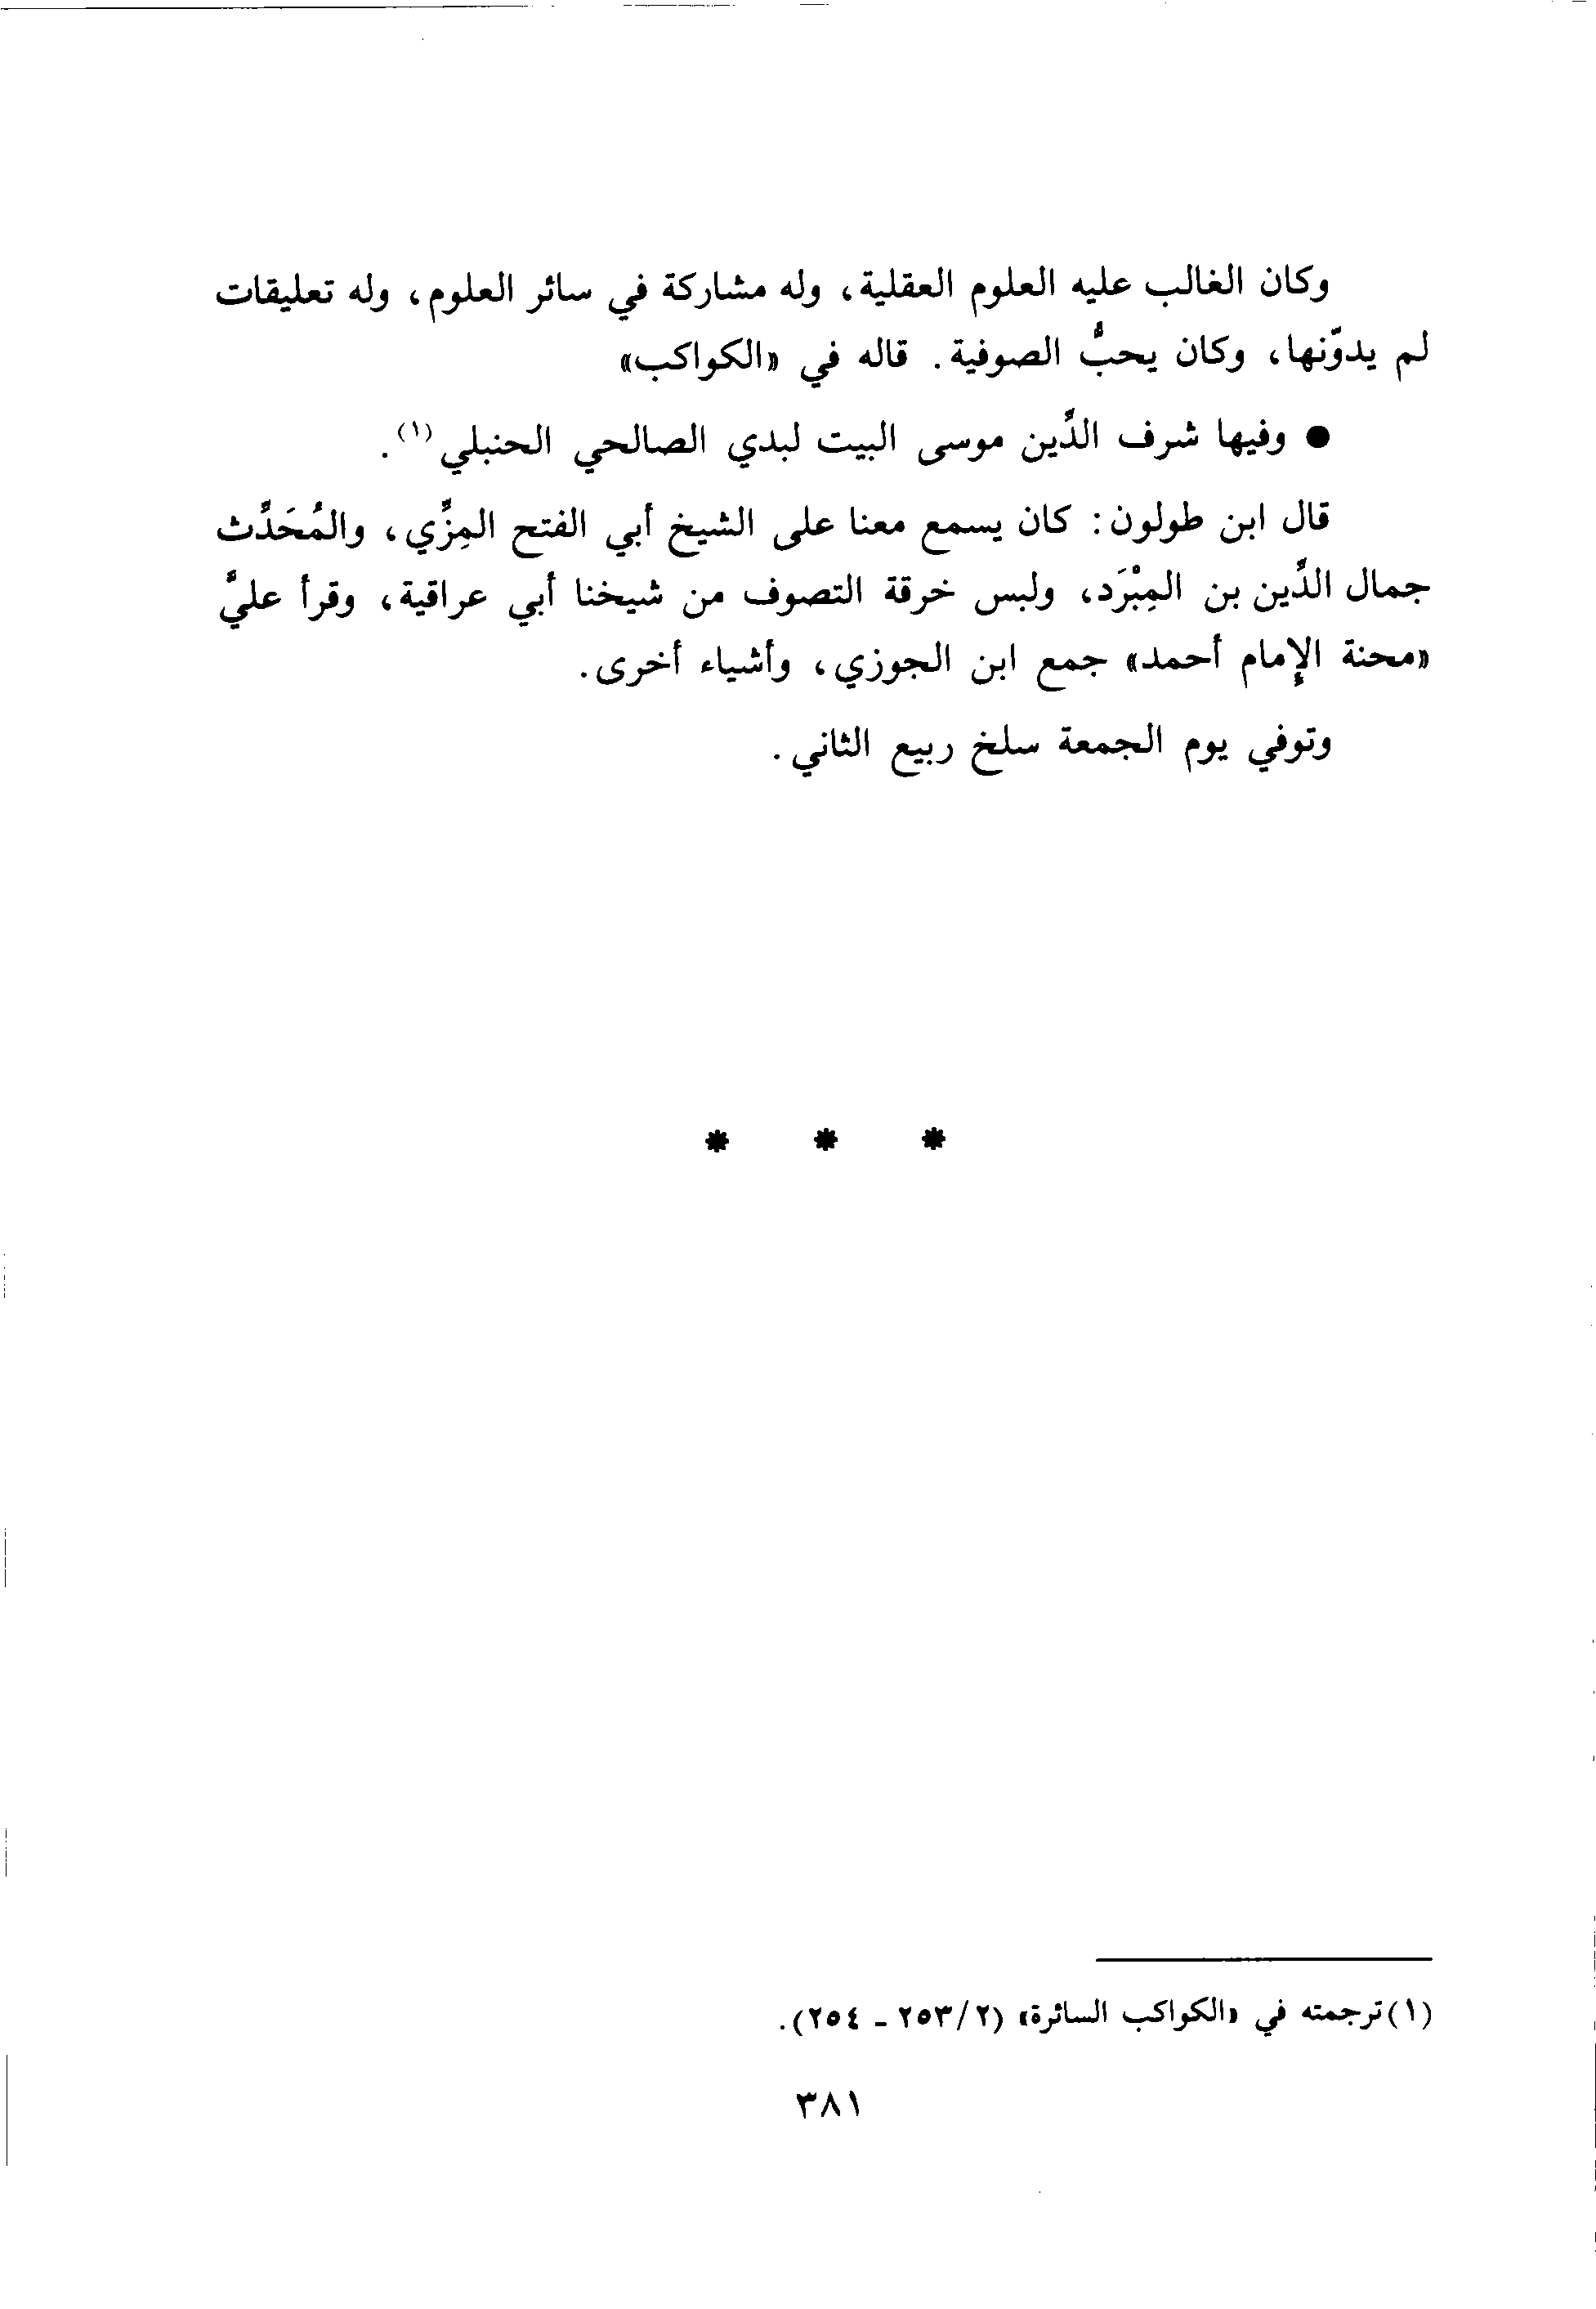 وكان الغالب عليه العلوم العقلية، وله مشاركة في سائر العلوم، وله تعليقات
لم يدوّنها، وكان يحبُّ الصوفية. قاله في «الكواكب»
● وفيها شرف الدِّين موسى البيت لبدي الصالحي الحنبلي (١).
قال ابن طولون: كان يسمع معنا على الشيخ أبي الفتح المِزِّي، والمُحَدِّث
جمال الدِّين بن المِبْرَد، ولبس خرقة التصوف من شيخنا أبي عراقية، وقرأ عليَّ
«محنة الإمام أحمد» جمع ابن الجوزي، وأشياء أخرى.
وتوفي يوم الجمعة سلخ ربيع الثاني.
* * *
(١) ترجمته في «الكواكب السائرة» (٢/ ٢٥٣ ـ ٢٥٤).
٣٨١